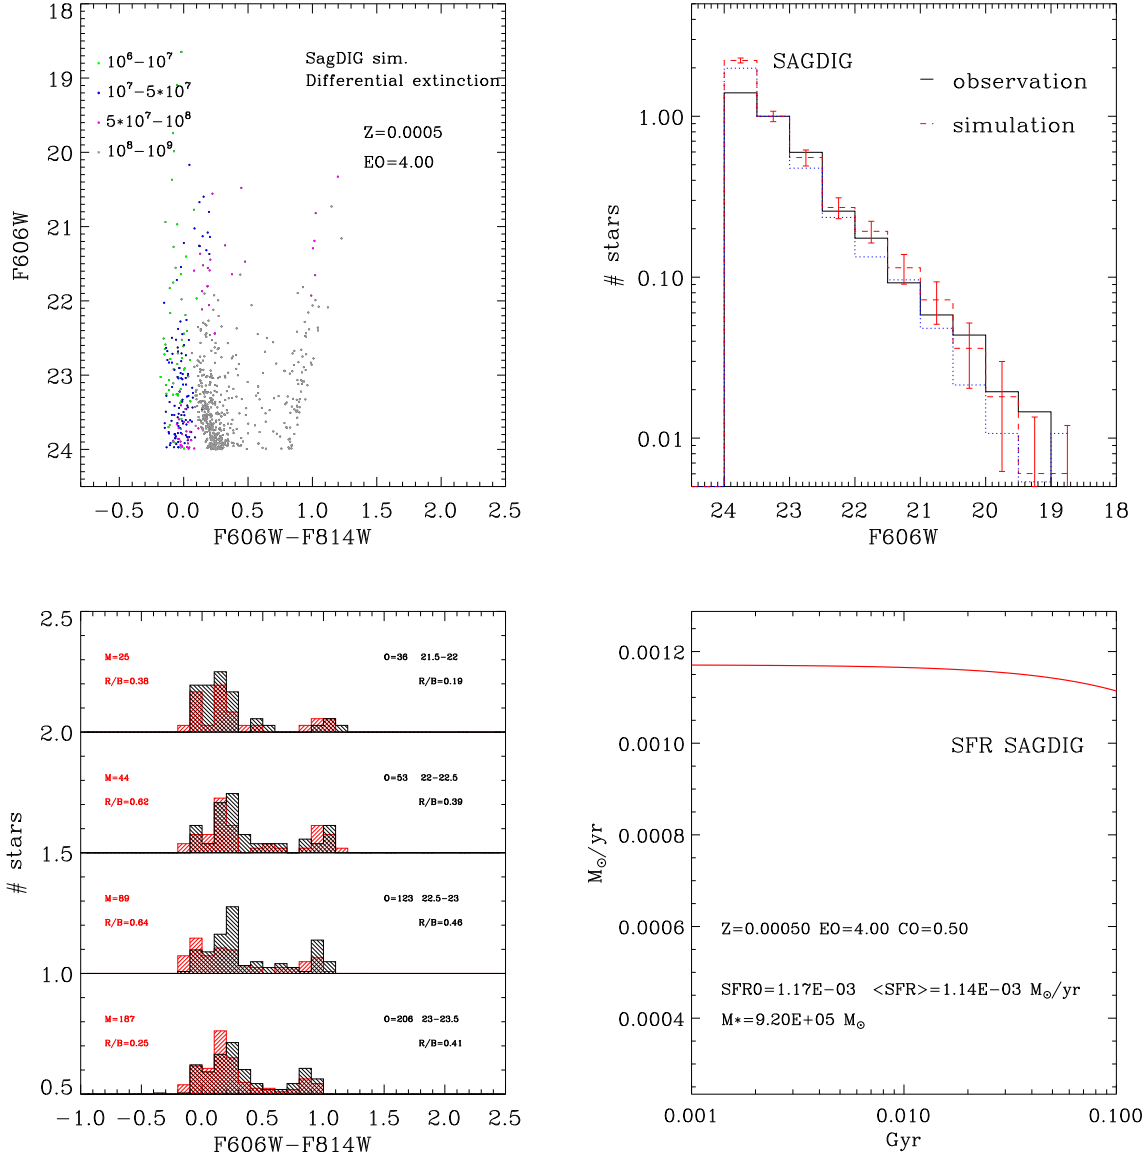 18
19
20
21
22
23
24
F606W
10⁶−10⁷
10⁷−5*10⁷
5*10⁷−10⁸
10⁸−10⁹
SagDIG sim.
Differential extinction
Z=0.0005
EO=4.00
−0.5 0.0 0.5 1.0 1.5 2.0 2.5
F606W−F814W
SAGDIG
observation
simulation
1.00
0.10
0.01
# stars
24 23 22 21 20 19 18
F606W
2.5
2.0
1.5
1.0
0.5
# stars
M=25 O=36 21.5−22
R/B=0.38 R/B=0.19
M=44 O=53 22−22.5
R/B=0.62 R/B=0.39
M=89 O=123 22.5−23
R/B=0.64 R/B=0.46
M=187 O=206 23−23.5
R/B=0.25 R/B=0.41
−1.0 −0.5 0.0 0.5 1.0 1.5 2.0 2.5
F606W−F814W
0.0012
0.0010
0.0008
0.0006
0.0004
M☉/yr
SFR SAGDIG
Z=0.00050 EO=4.00 CO=0.50
SFRO=1.17E−03 <SFR>=1.14E−03 M☉/yr
M*=9.20E+05 M☉
0.001 0.010 0.100
Gyr